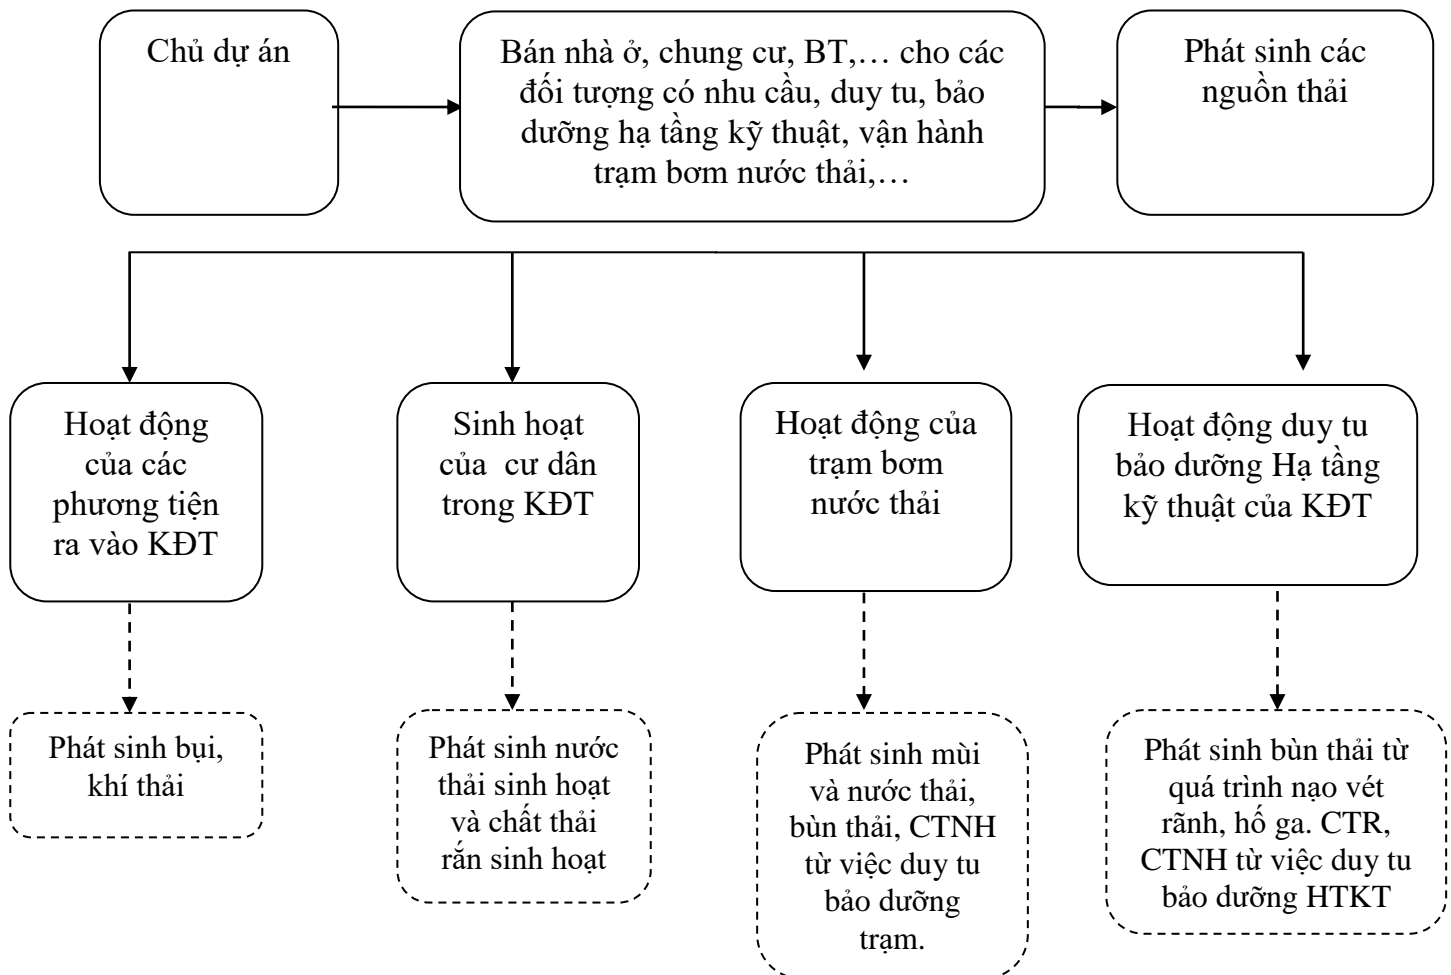 Chủ dự án
Bán nhà ở, chung cư, BT,… cho các
đối tượng có nhu cầu, duy tu, bảo
dưỡng hạ tầng kỹ thuật, vận hành
trạm bơm nước thải,…
Phát sinh các
nguồn thải
Hoạt động
của các
phương tiện
ra vào KĐT
Sinh hoạt
của cư dân
trong KĐT
Hoạt động của
trạm bơm
nước thải
Hoạt động duy tu
bảo dưỡng Hạ tầng
kỹ thuật của KĐT
Phát sinh bụi,
khí thải
Phát sinh nước
thải sinh hoạt
và chất thải
rắn sinh hoạt
Phát sinh mùi
và nước thải,
bùn thải, CTNH
từ việc duy tu
bảo dưỡng
trạm.
Phát sinh bùn thải từ
quá trình nạo vét
rãnh, hố ga. CTR,
CTNH từ việc duy tu
bảo dưỡng HTKT